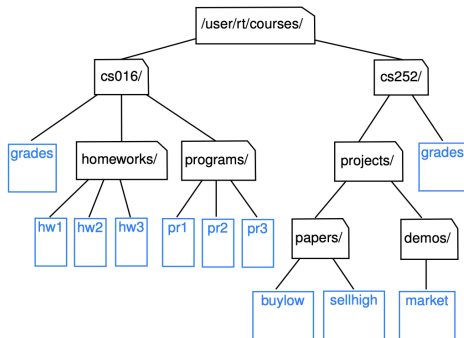 /user/rt/courses/
cs016/
cs252/
grades
homeworks/
programs/
projects/
grades
hw1
hw2
hw3
pr1
pr2
pr3
papers/
demos/
buylow
sellhigh
market